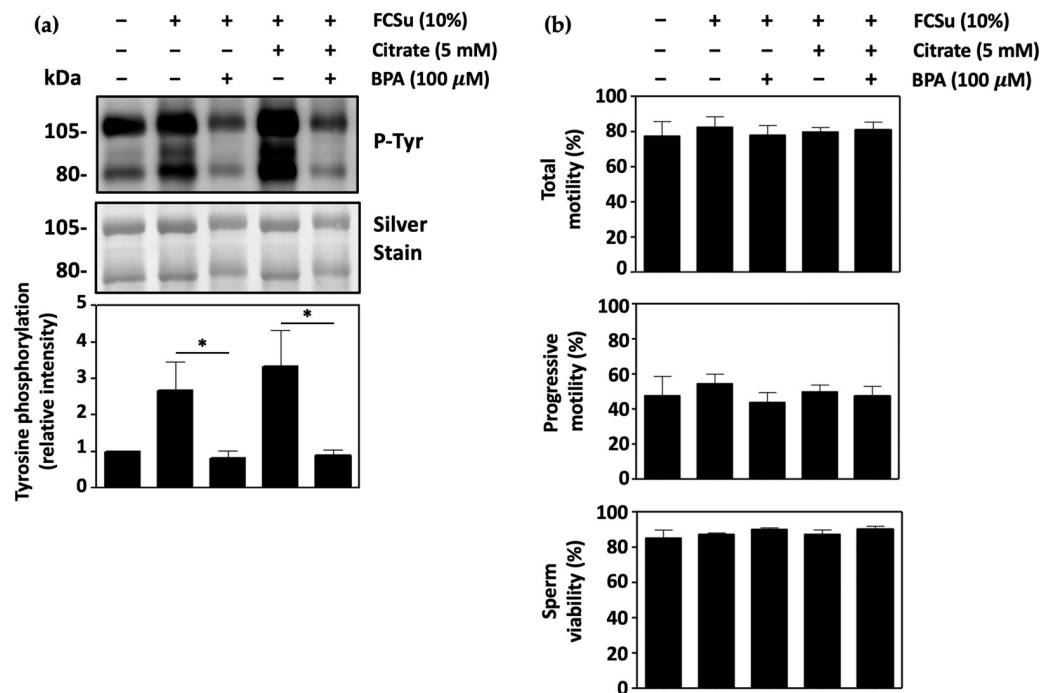 (a)
− + + + + FCSu (10%)
− − − + + Citrate (5 mM)
kDa − − + − + BPA (100 μM)
105-
80-
P-Tyr
105-
80-
Silver
Stain
Tyrosine phosphorylation
(relative intensity)
5
4
3
2
1
0
*
*
(b)
− + + + + FCSu (10%)
− − − + + Citrate (5 mM)
− − + − + BPA (100 μM)
Total
motility (%)
100
80
60
40
20
0
Progressive
motility (%)
100
80
60
40
20
0
Sperm
viability (%)
100
80
60
40
20
0